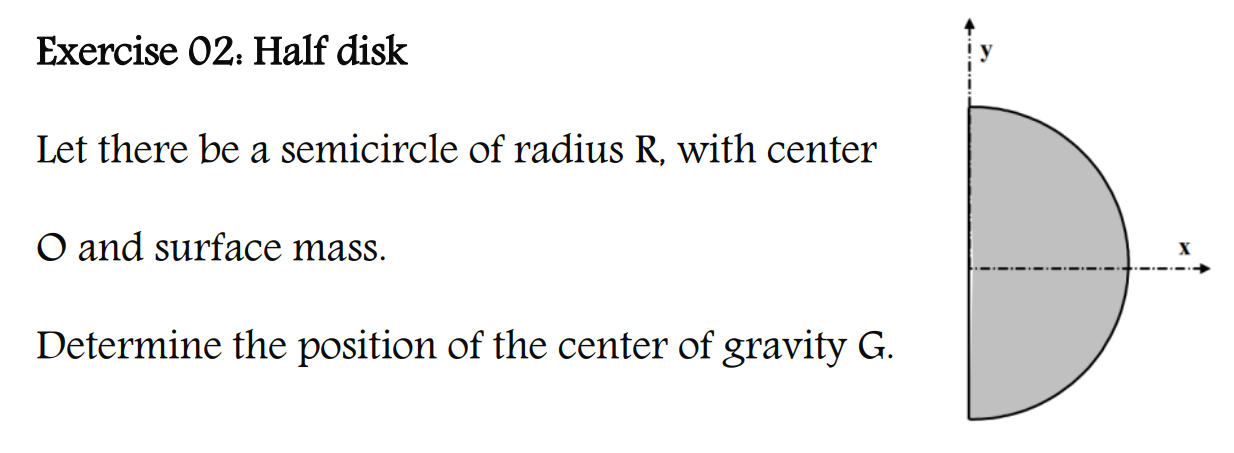 Exercise 02: Half disk
Let there be a semicircle of radius R, with center
O and surface mass.
Determine the position of the center of gravity G.
y
x